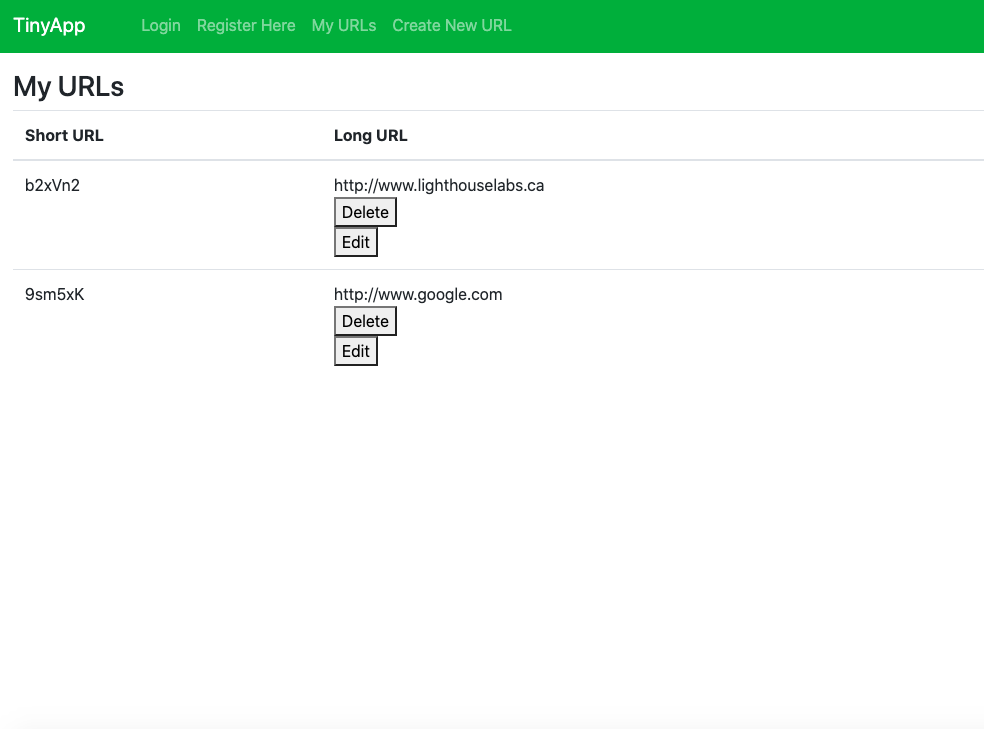 TinyApp Login Register Here My URLs Create New URL
My URLs
Short URL Long URL
b2xVn2 http://www.lighthouselabs.ca
Delete
Edit
9sm5xK http://www.google.com
Delete
Edit